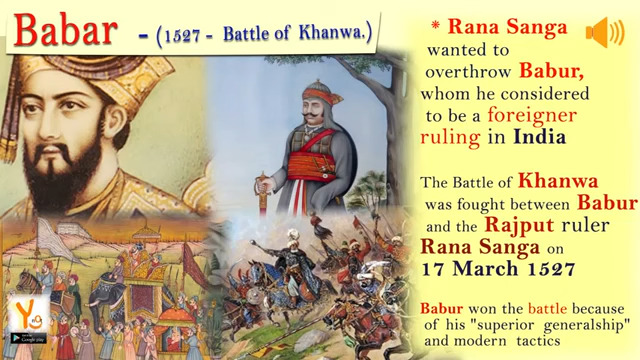 Babar - (1527 - Battle of Khanwa.)
* Rana Sanga
wanted to
overthrow Babur,
whom he considered
to be a foreigner
ruling in India
The Battle of Khanwa
was fought between Babur
and the Rajput ruler
Rana Sanga on
17 March 1527
Babur won the battle because
of his "superior generalship"
and modern tactics
Google play